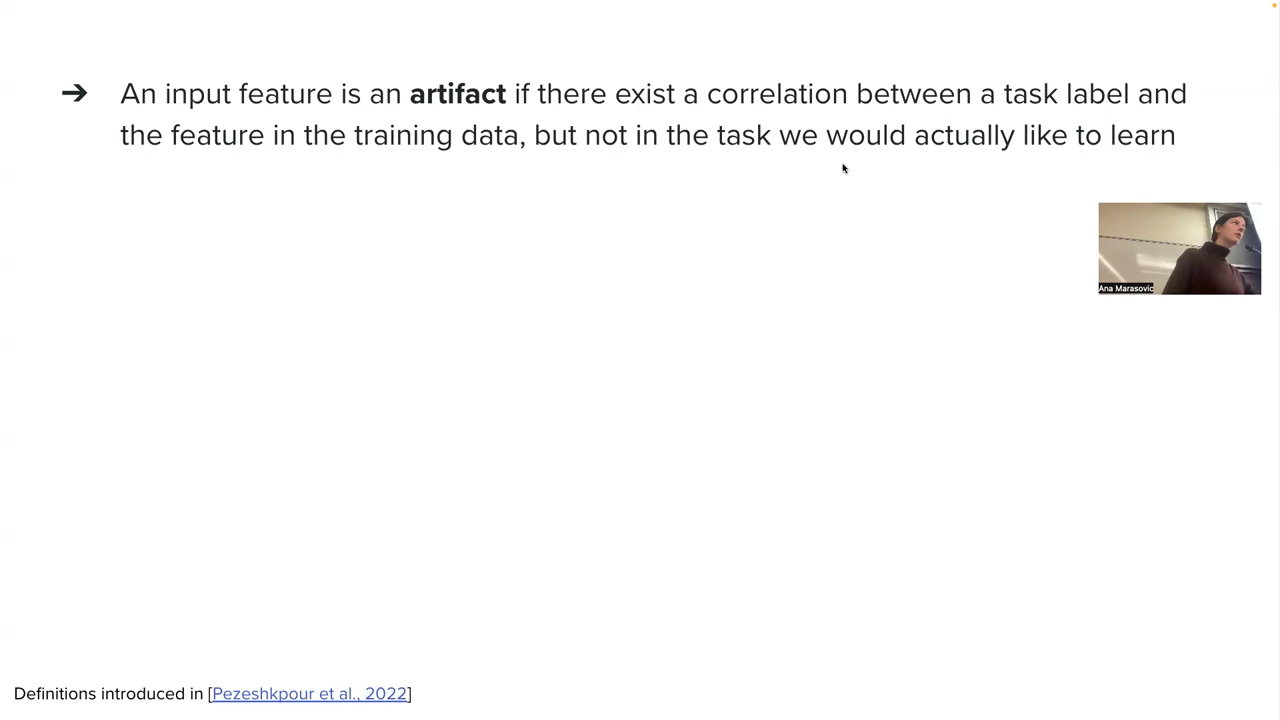 ➔ An input feature is an artifact if there exist a correlation between a task label and
the feature in the training data, but not in the task we would actually like to learn
Ana Marasovic
Definitions introduced in [Pezeshkpour et al., 2022]